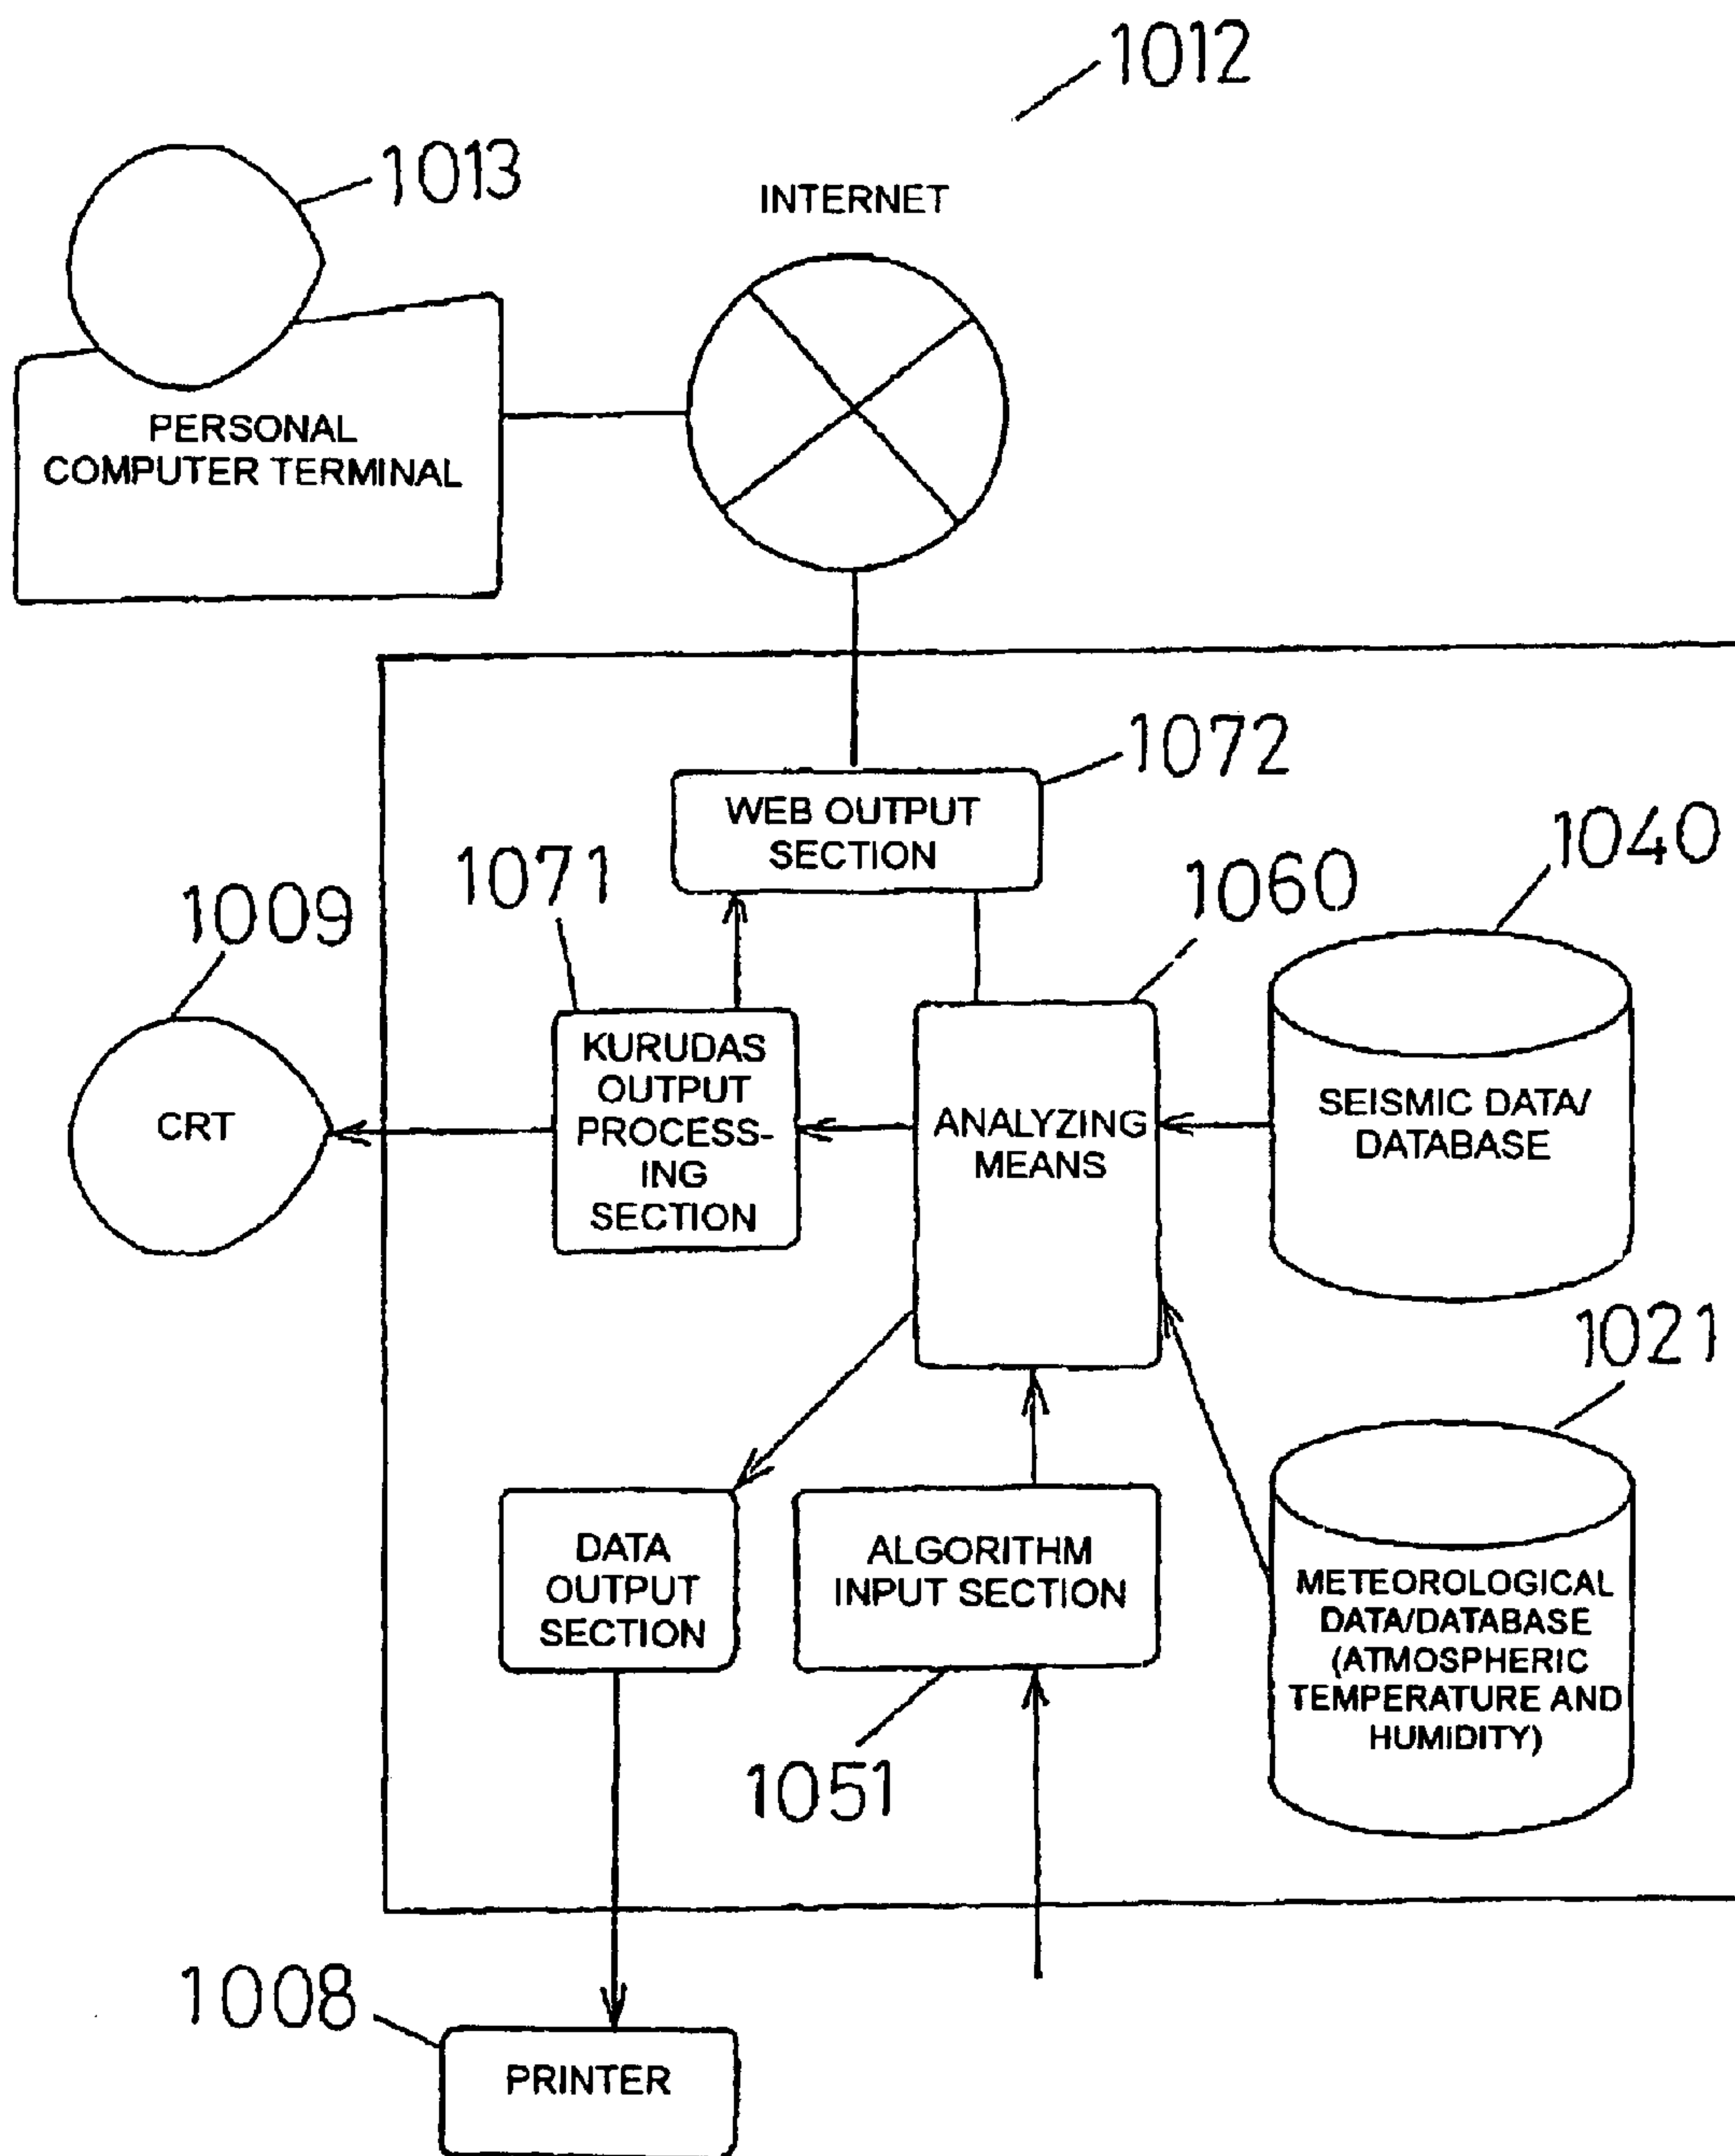 1012
1013
INTERNET
PERSONAL
COMPUTER TERMINAL
1072
WEB OUTPUT
SECTION
1040
1071
1060
1009
KURUDAS
OUTPUT
PROCESS-
ING
SECTION
CRT
ANALYZING
MEANS
SEISMIC DATA/
DATABASE
1021
DATA
OUTPUT
SECTION
ALGORITHM
INPUT SECTION
METEOROLOGICAL
DATA/DATABASE
(ATMOSPHERIC
TEMPERATURE AND
HUMIDITY)
1051
1008
PRINTER